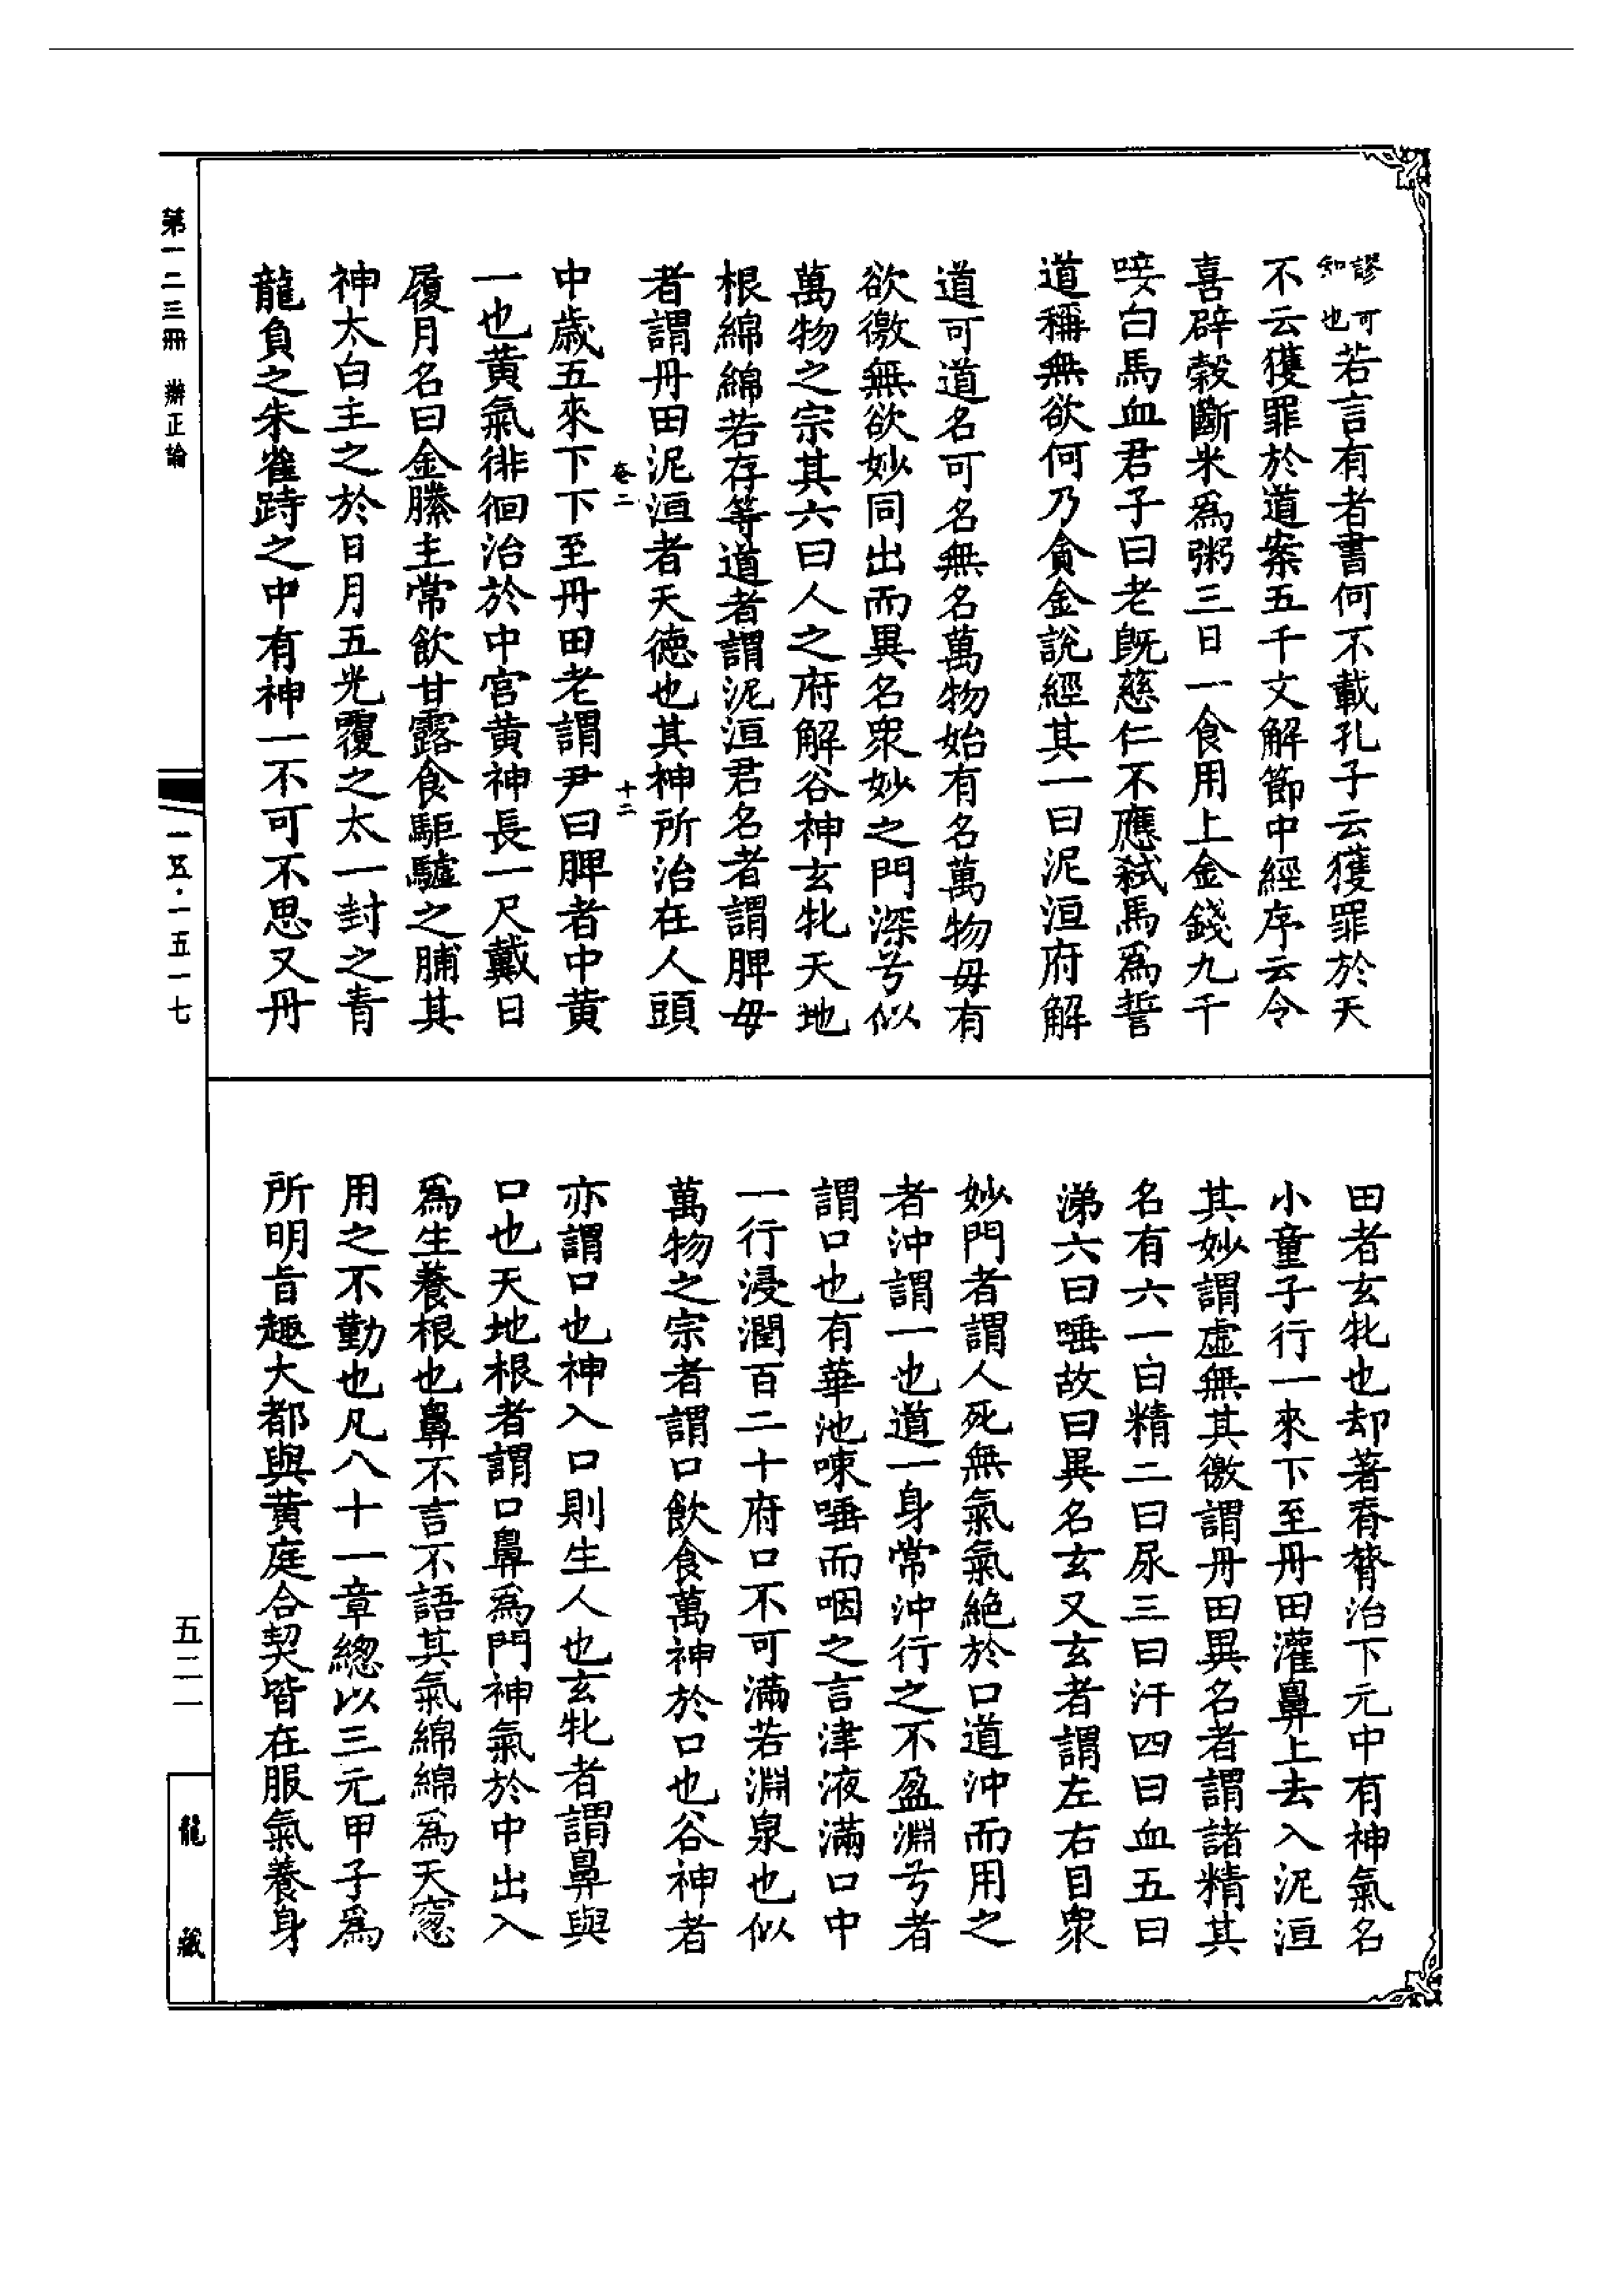 謬可
知也
若言有者書何不載孔子云獲罪於天
不云獲罪於道案五千文解節中經序云令
喜辟穀斷米爲粥三日一食用上金錢九千
唼白馬血君子曰老旣慈仁不應弑馬爲誓
道稱無欲何乃貪金說經其一曰泥洹府解
道可道名可名無名萬物始有名萬物毋有
欲徼無欲妙同出而異名衆妙之門深兮似
萬物之宗其六曰人之府解谷神玄牝天地
根綿綿若存等道者謂泥洹君名者謂脾毋
者謂丹田泥洹者天德也其神所治在人頭
卷二 十二
中歲五來下下至丹田老謂尹曰脾者中黃
一也黃氣徘徊治於中宮黃神長一尺戴日
履月名曰金縢主常飲甘露食駏驢之脯其
神太白主之於日月五光覆之太一封之青
龍負之朱雀跱之中有神一不可不思又丹
田者玄牝也却著脊膂治下元中有神氣名
小童子行一來下至丹田灌鼻上去入泥洹
其妙謂虛無其徼謂丹田異名者謂諸精其
名有六一白精二曰尿三曰汗四曰血五曰
涕六曰唾故曰異名玄又玄者謂左右目衆
妙門者謂人死無氣氣絕於口道沖而用之
者沖謂一也道一身常沖行之不盈淵兮者
謂口也有華池㖨唾而咽之言津液滿口中
一行浸潤百二十府口不可滿若淵泉也似
萬物之宗者謂口飲食萬神於口也谷神者
亦謂口也神入口則生人也玄牝者謂鼻與
口也天地根者謂口鼻爲門神氣於中出入
爲生養根也鼻不言不語其氣綿綿爲天窓
用之不勤也凡八十一章總以三元甲子爲
所明旨趣大都與黃庭合契皆在服氣養身
第一二三冊 辯正論
一五·一五一七
五二一
龍藏